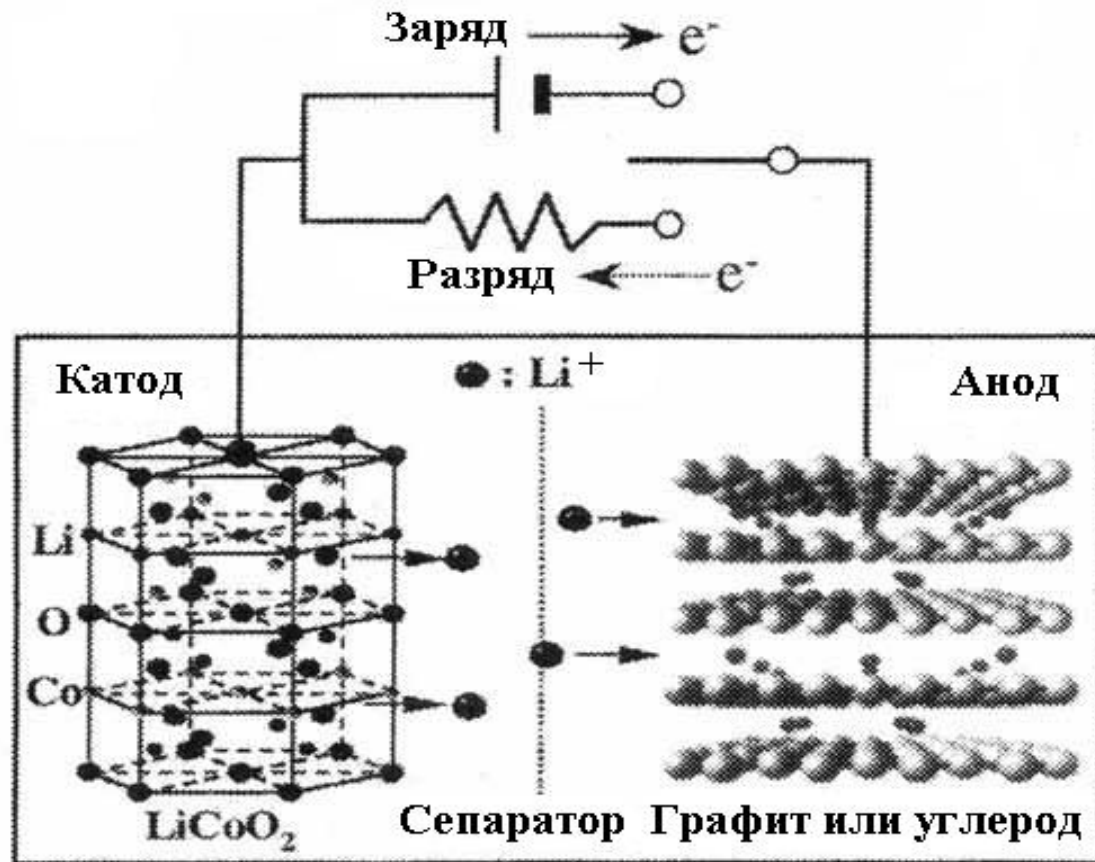 Заряд e⁻
Разряд e⁻
Катод : Li⁺ Анод
Li
O
Co
LiCoO₂
Сепаратор Графит или углерод